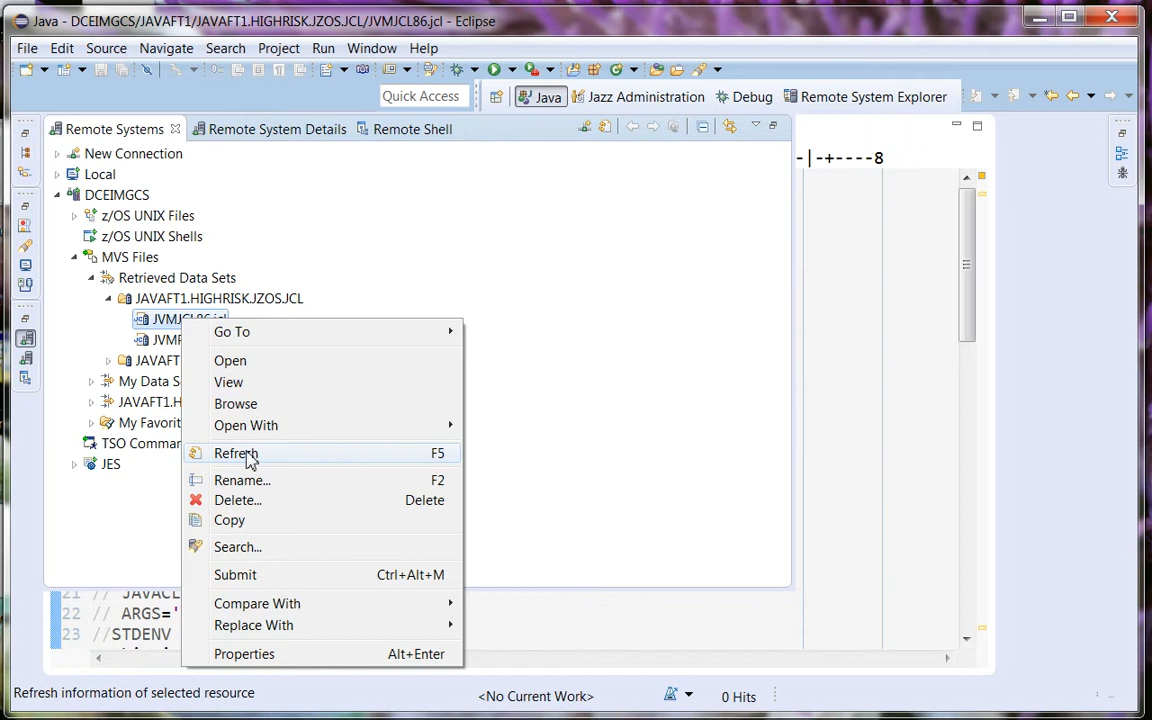 Java - DCEIMGCS/JAVAFT1/JAVAFT1.HIGHRISK.JZOS.JCL/JVMJCL86.jcl - Eclipse
File Edit Source Navigate Search Project Run Window Help
Quick Access Java Jazz Administration Debug Remote System Explorer
Remote Systems Remote System Details Remote Shell
New Connection
-|-+----8
Local
DCEIMGCS
z/OS UNIX Files
z/OS UNIX Shells
MVS Files
Retrieved Data Sets
JAVAFT1.HIGHRISK.JZOS.JCL
JVMJCL86.jcl
Go To
Open
View
Browse
Open With
Refresh F5
Rename... F2
Delete... Delete
Copy
Search...
Submit Ctrl+Alt+M
Compare With
Replace With
Properties Alt+Enter
JAVAFT
My Data S
JAVAFT1.H
My Favorit
TSO Comman
JES
22 // ARGS='
23 //STDENV
Refresh information of selected resource
<No Current Work>
0 Hits